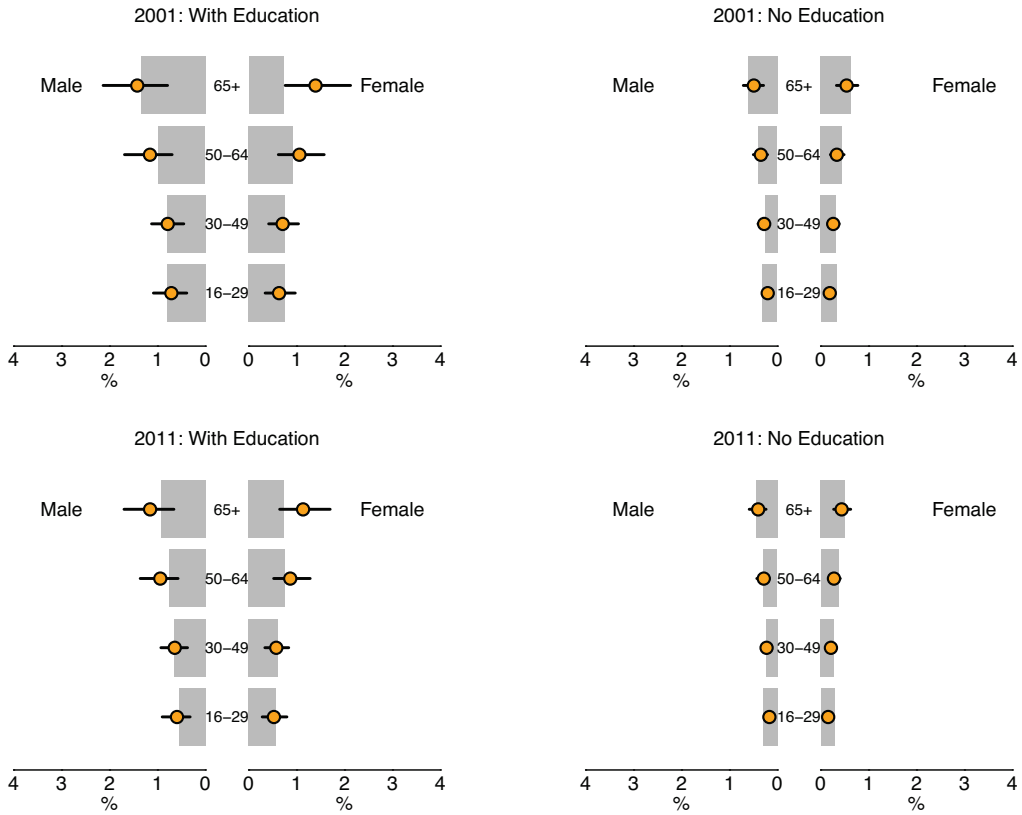 2001: With Education
Male 65+ Female
50−64
30−49
16−29
4 3 2 1 0 0 1 2 3 4
% %
2001: No Education
Male 65+ Female
50−64
30−49
16−29
4 3 2 1 0 0 1 2 3 4
% %
2011: With Education
Male 65+ Female
50−64
30−49
16−29
4 3 2 1 0 0 1 2 3 4
% %
2011: No Education
Male 65+ Female
50−64
30−49
16−29
4 3 2 1 0 0 1 2 3 4
% %